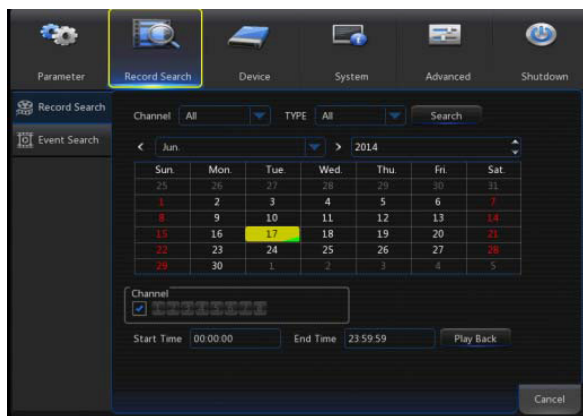 Parameter Record Search Device System Advanced Shutdown
Record Search
Event Search
Channel All TYPE All Search
< Jun. > 2014
Sun. Mon. Tue. Wed. Thu. Fri. Sat.
25 26 27 28 29 30 31
1 2 3 4 5 6 7
8 9 10 11 12 13 14
15 16 17 18 19 20 21
22 23 24 25 26 27 28
29 30 1 2 3 4 5
Channel
Start Time 00:00:00 End Time 23:59:59 Play Back
Cancel